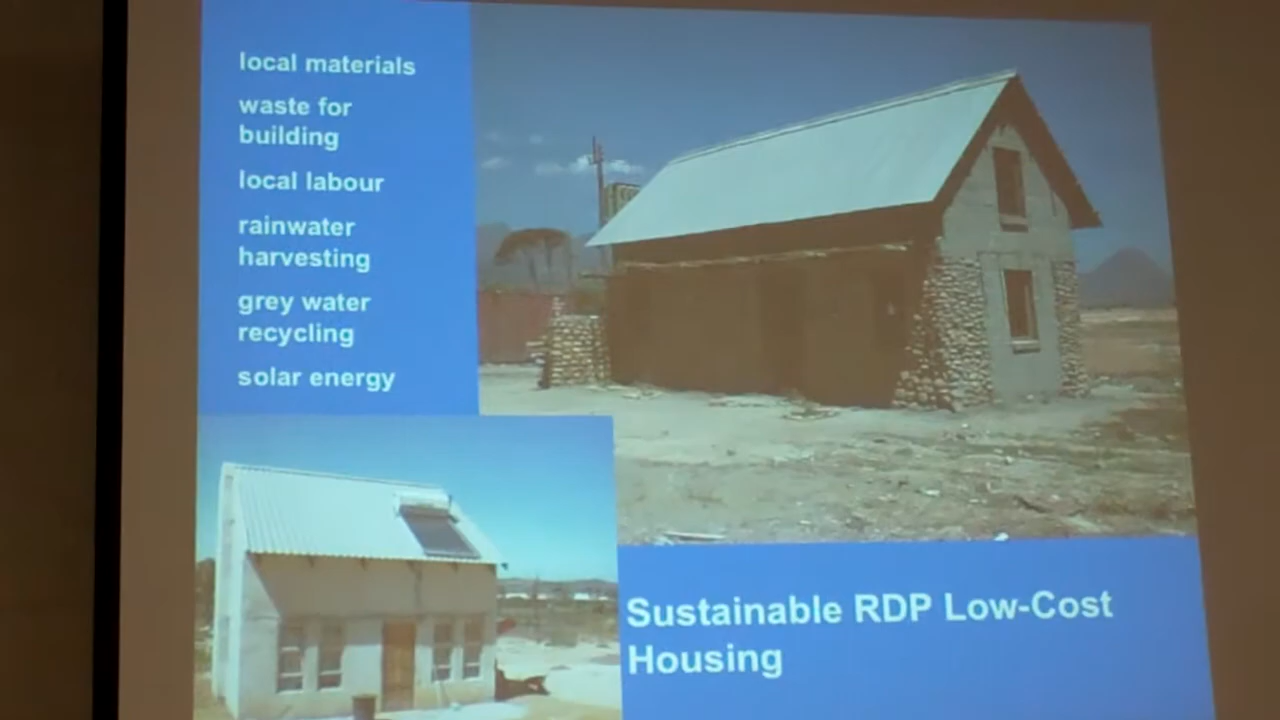 local materials
waste for
building
local labour
rainwater
harvesting
grey water
recycling
solar energy
Sustainable RDP Low-Cost
Housing